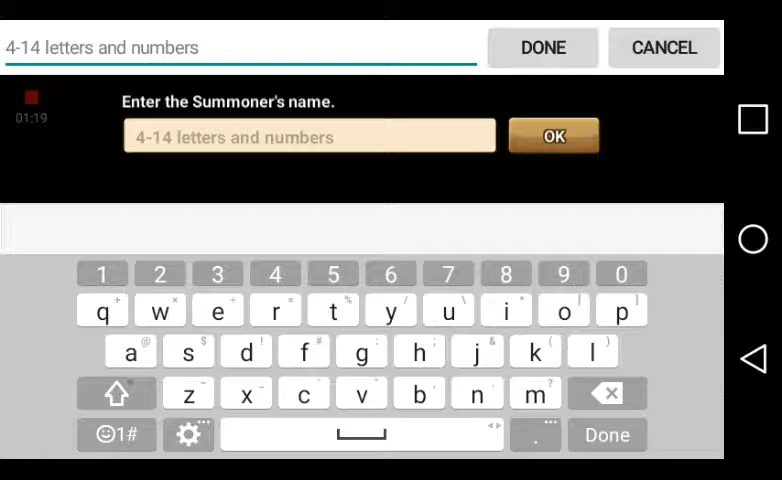 4-14 letters and numbers DONE CANCEL
01:19
Enter the Summoner's name.
4-14 letters and numbers OK
1 2 3 4 5 6 7 8 9 0
q w e r t y u i o p
a s d f g h j k l
z x c v b n m
1# . Done